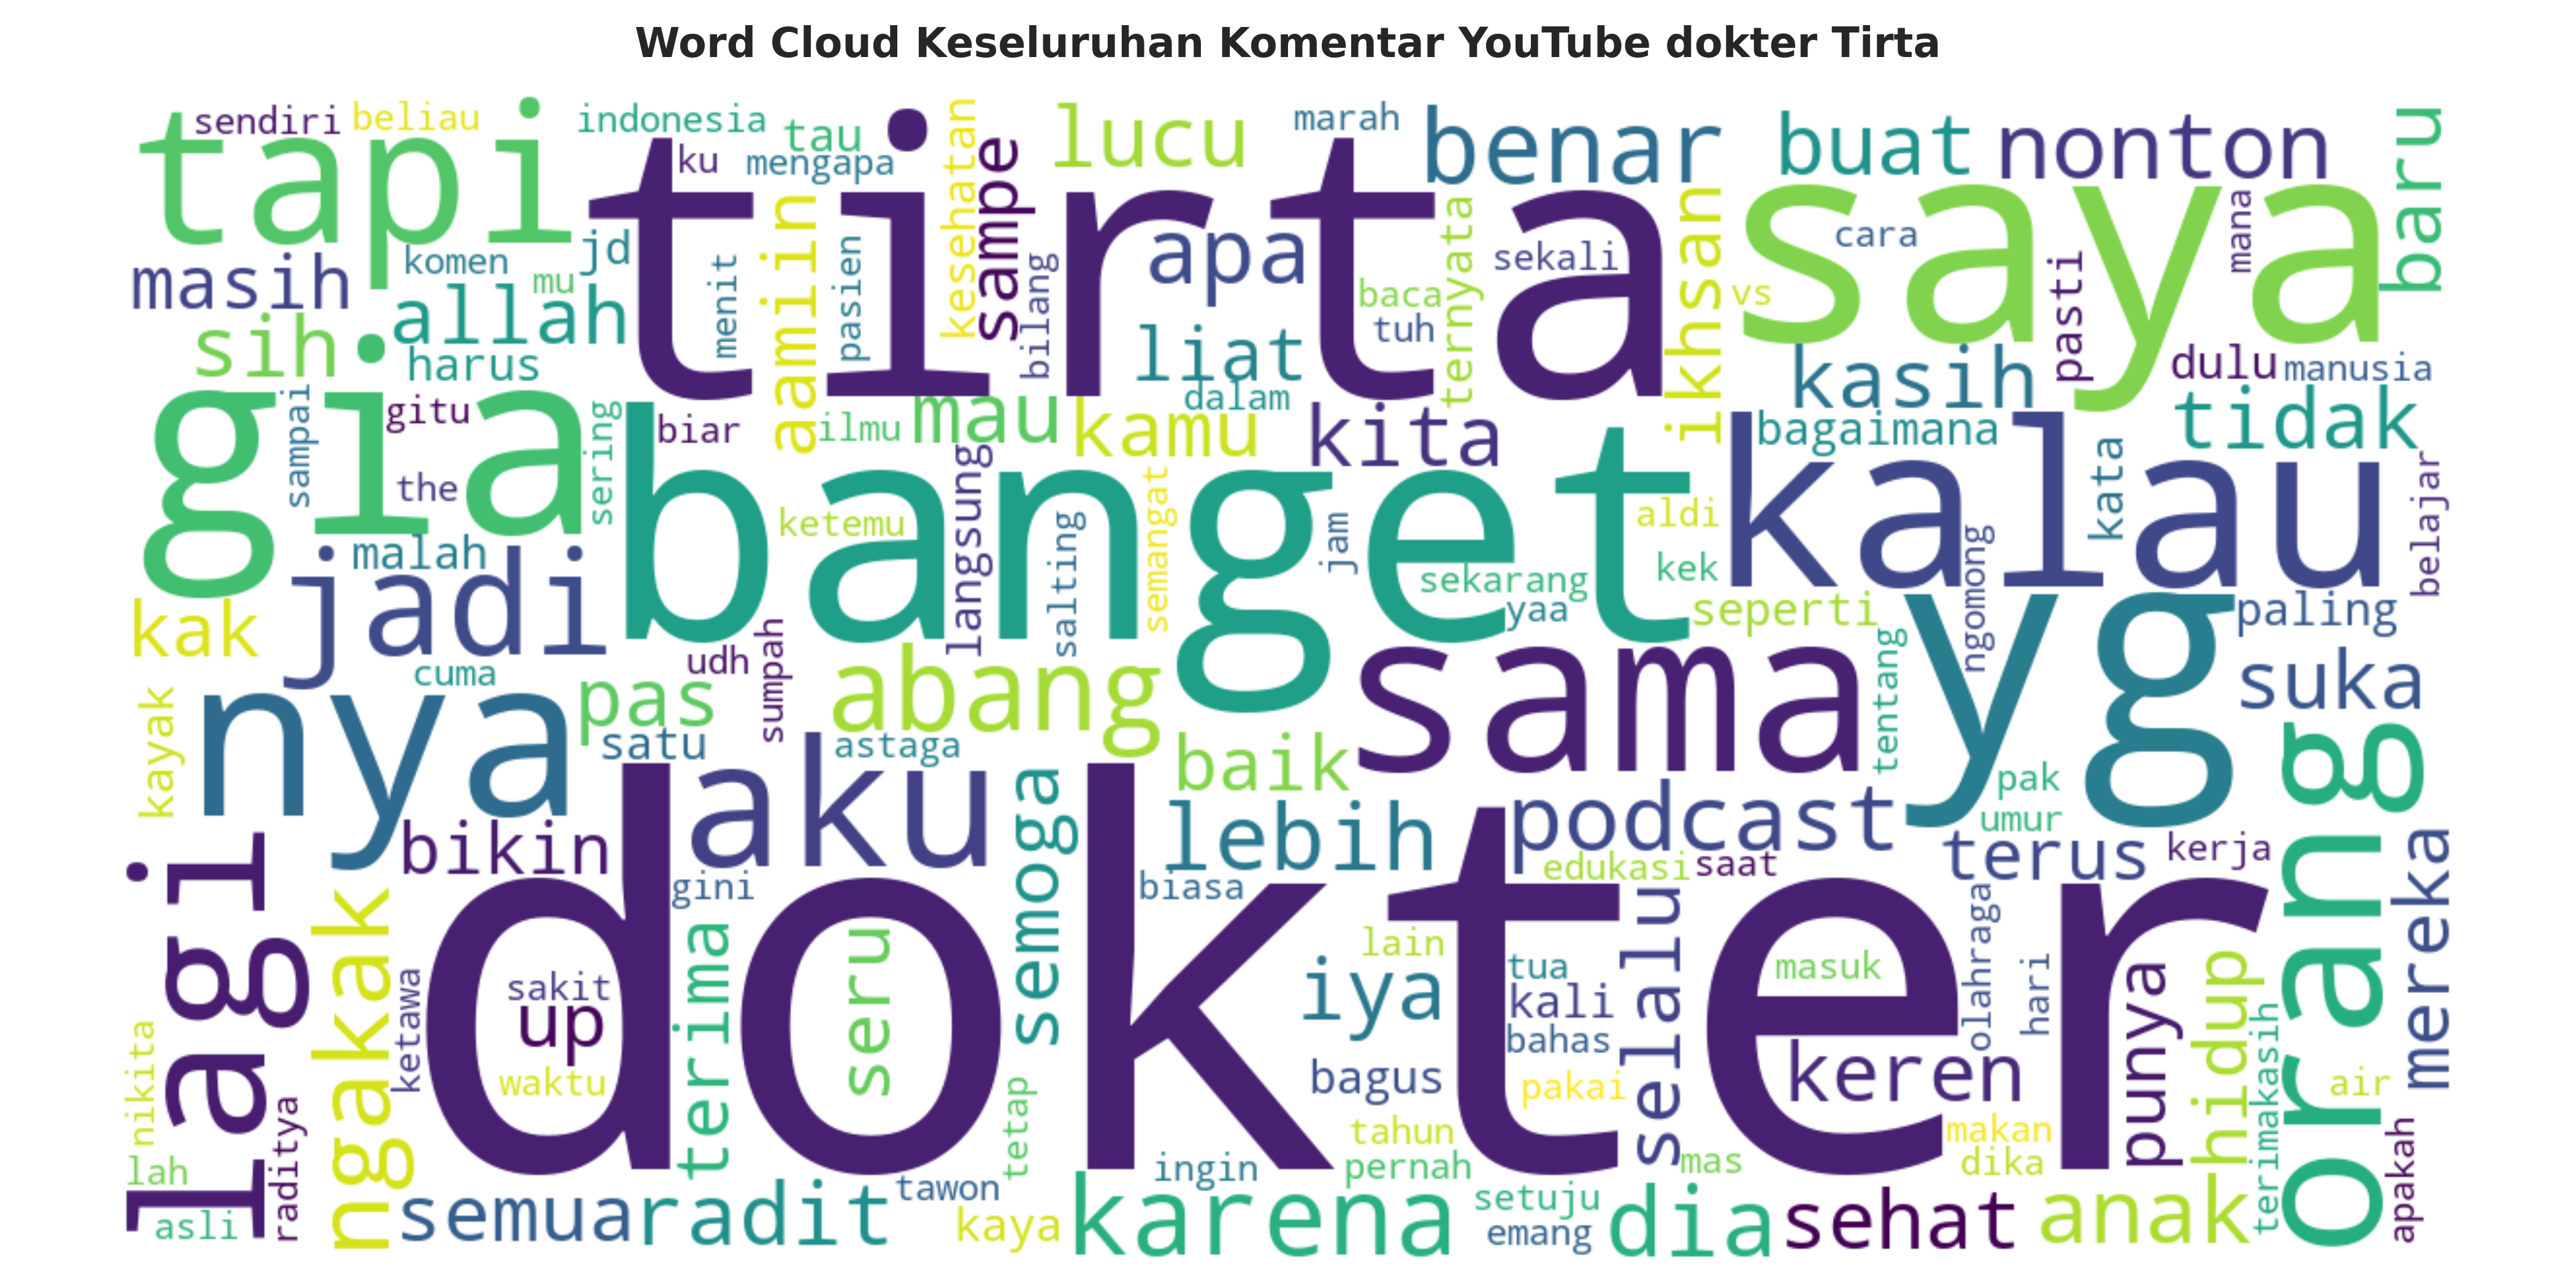 Word Cloud Keseluruhan Komentar YouTube dokter Tirta
sendiri
beliau
indonesia
tau
ku
mengapa
tapi
tirta
kesehatan
sampe
lucu
marah
benar
buat
nonton
baru
saya
masih
komen
jd
mu
allah
sih
harus
menit
aamiin
pasien
bilang
apa
liat
dalam
baca
tuh
ternyata
sekali
ikhsan
vs
cara
pasti
mana
kasih
dulu
manusia
tidak
gia
sampai
gitu
the
sering
biar
ilmu
mau
kamu
kita
bagaimana
kata
kalau
belajar
banget
ketemu
langsung
salting
semangat
jam
sekarang
yaa
aldi
kek
seperti
ngomong
paling
malah
jadi
kak
cuma
udh
sumpah
pas
satu
abang
astaga
baik
sama
tentang
yg
suka
pak
umur
kayak
nya
aku
semoga
lebih
podcast
edukasi
saat
terus
kerja
orang
mereka
lagi
bikin
gini
biasa
ngakak
ketawa
dokter
sakit
up
waktu
terima
seru
tetap
iya
lain
tua
kali
bahas
bagus
pakai
selalu
masuk
olahraga
hari
keren
punya
hidup
terimakasih
air
apakah
nikita
raditya
lah
asli
semua
radit
tawon
kaya
karena
ingin
tahun
pernah
setuju
emang
mas
makan
dika
dia
sehat
anak